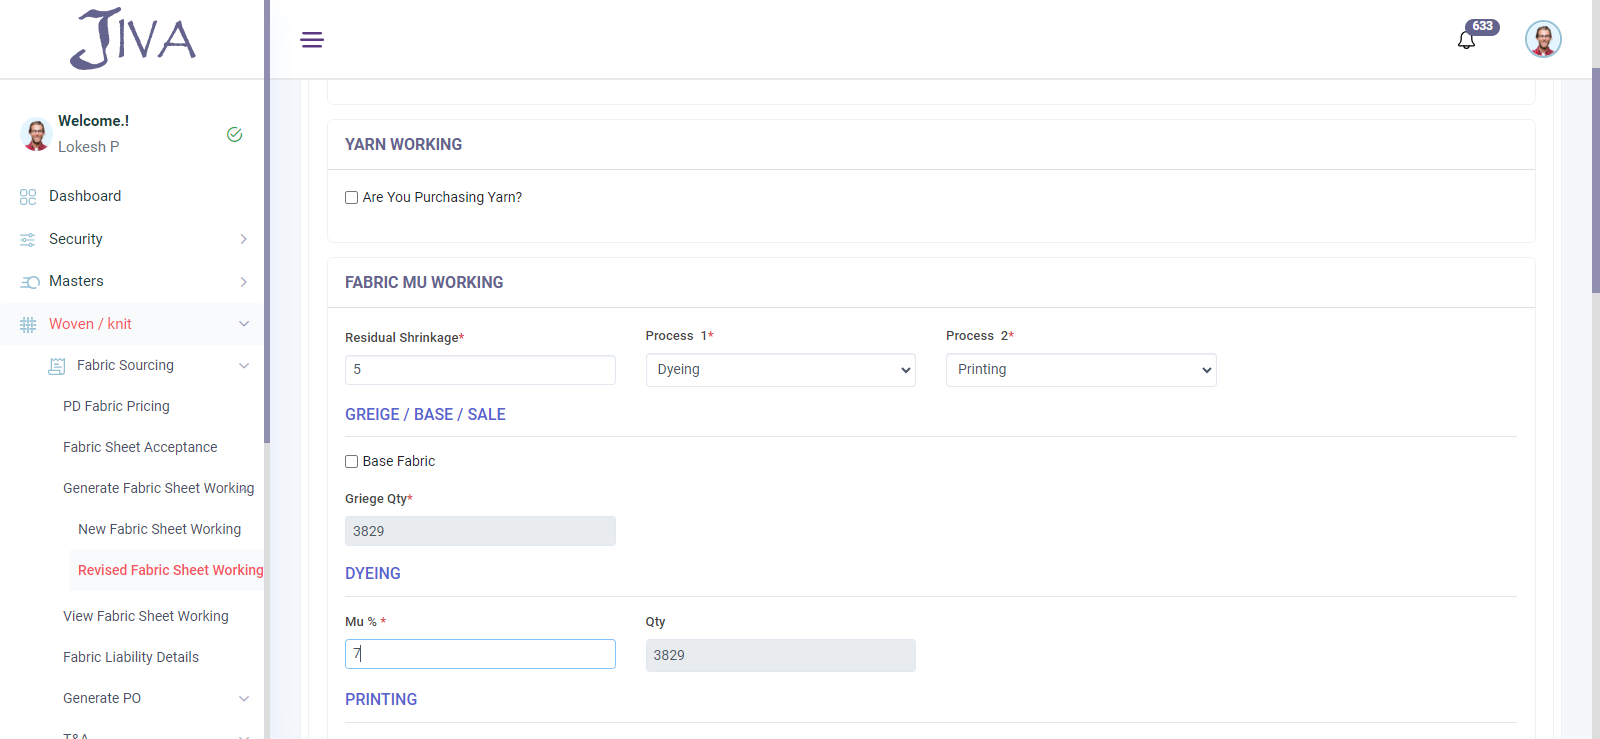 JIVA
633
Welcome.!
Lokesh P
Dashboard
Security
Masters
Woven / knit
Fabric Sourcing
PD Fabric Pricing
Fabric Sheet Acceptance
Generate Fabric Sheet Working
New Fabric Sheet Working
Revised Fabric Sheet Working
View Fabric Sheet Working
Fabric Liability Details
Generate PO
T&A
YARN WORKING
Are You Purchasing Yarn?
FABRIC MU WORKING
Residual Shrinkage* Process 1* Process 2*
5 Dyeing Printing
GREIGE / BASE / SALE
Base Fabric
Griege Qty*
3829
DYEING
Mu % * Qty
7 3829
PRINTING